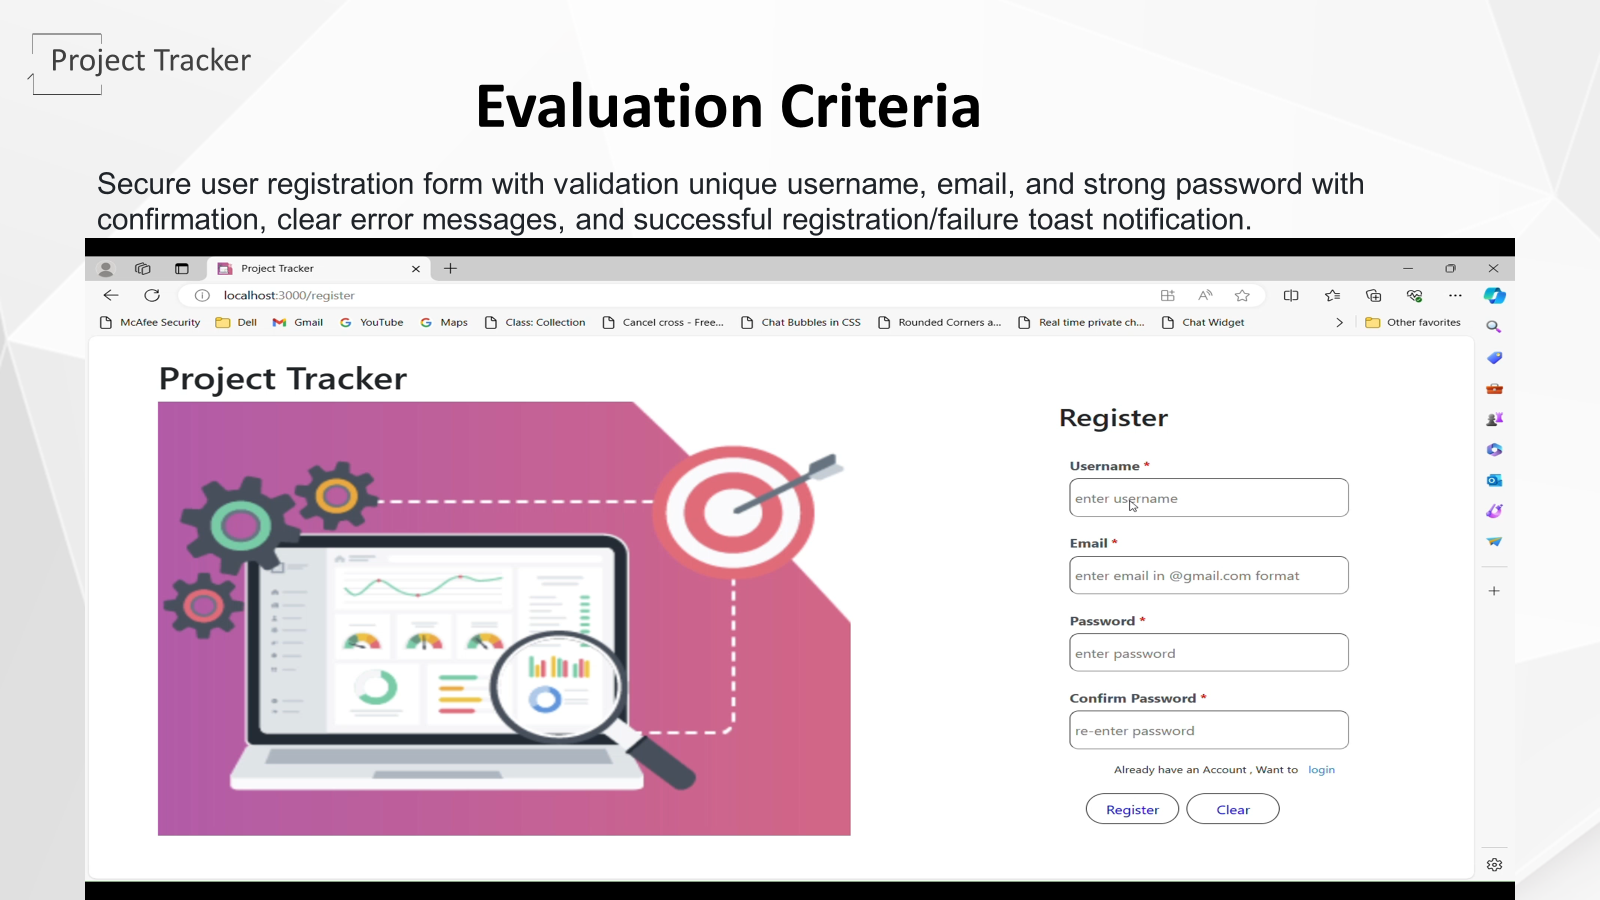 Project Tracker
Evaluation Criteria
Secure user registration form with validation unique username, email, and strong password with
confirmation, clear error messages, and successful registration/failure toast notification.
Project Tracker
localhost:3000/register
McAfee Security Dell Gmail YouTube Maps Class: Collection Cancel cross - Free... Chat Bubbles in CSS Rounded Corners a... Real time private ch... Chat Widget Other favorites
Project Tracker
Register
Username *
enter username
Email *
enter email in @gmail.com format
Password *
enter password
Confirm Password *
re-enter password
Already have an Account , Want to login
Register Clear